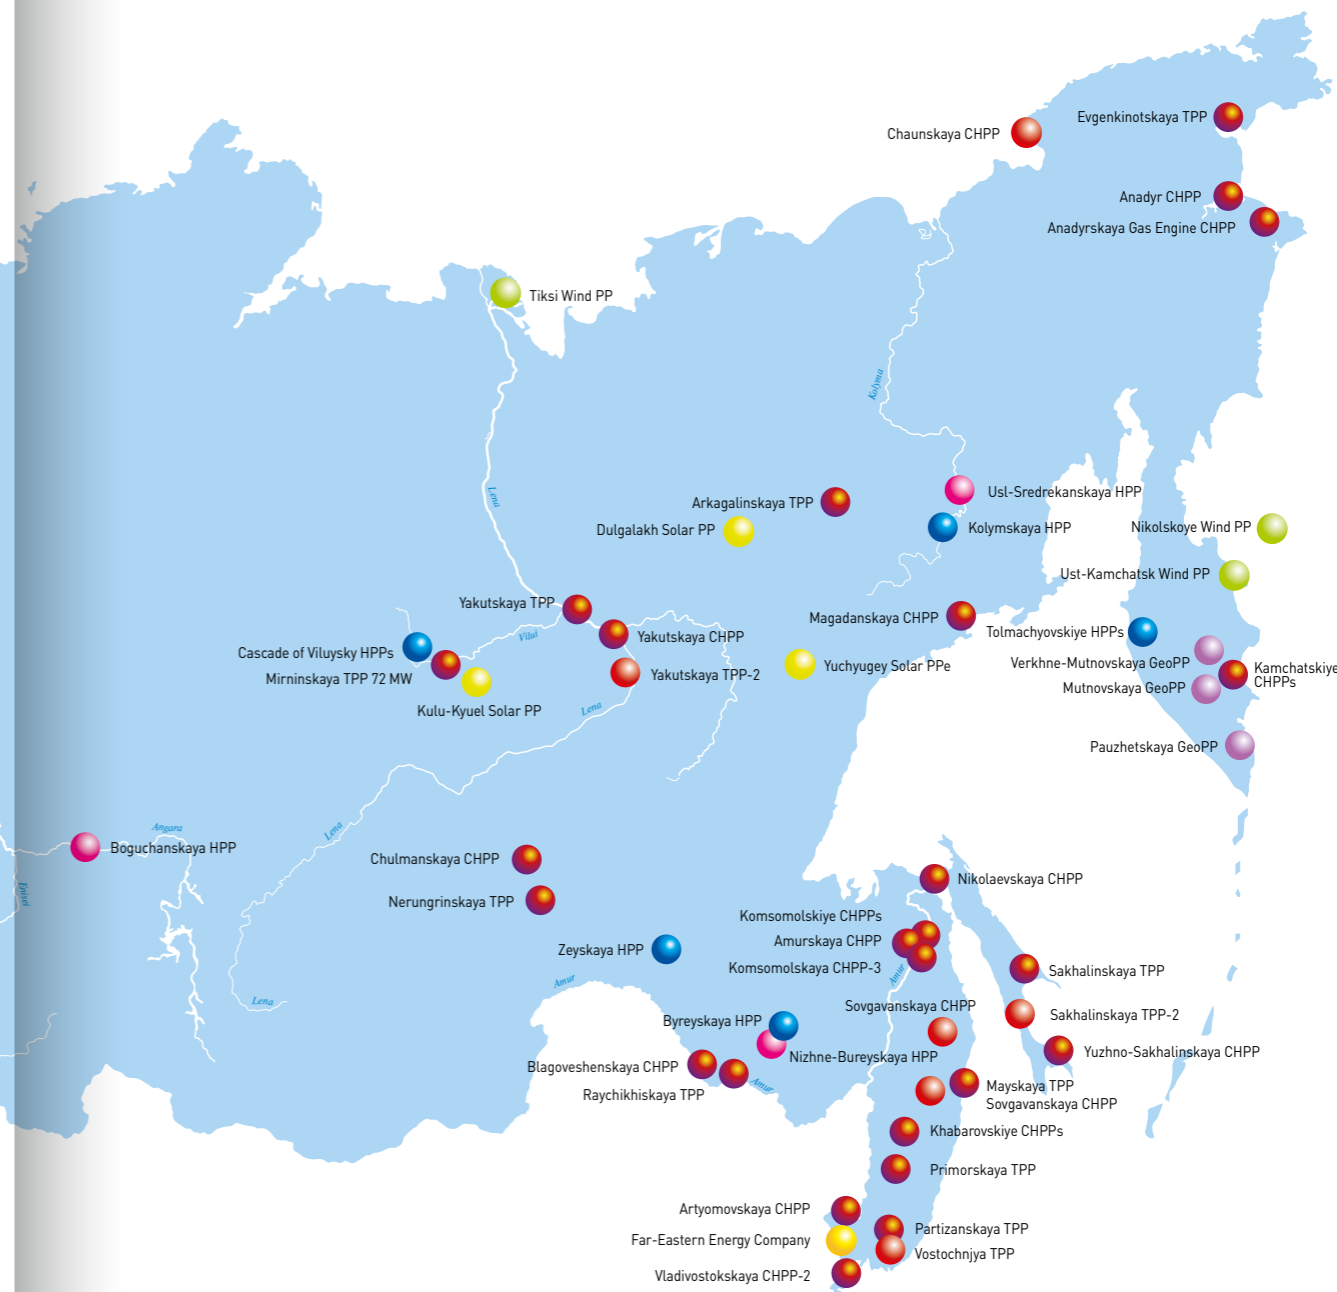 Evgenkinotskaya TPP
Chaunskaya CHPP
Anadyr CHPP
Anadyrskaya Gas Engine CHPP
Tiksi Wind PP
Kolyma
Lena
Usl-Sredrekanskaya HPP
Arkagalinskaya TPP
Dulgalakh Solar PP
Kolymskaya HPP
Nikolskoye Wind PP
Ust-Kamchatsk Wind PP
Yakutskaya TPP
Magadanskaya CHPP
Vilui
Yakutskaya CHPP
Tolmachyovskiye HPPs
Cascade of Viluysky HPPs
Verkhne-Mutnovskaya GeoPP
Yuchyugey Solar PPe
Kamchatskiye
CHPPs
Mirninskaya TPP 72 MW
Yakutskaya TPP-2
Mutnovskaya GeoPP
Kulu-Kyuel Solar PP
Lena
Pauzhetskaya GeoPP
Angara
Lena
Boguchanskaya HPP
Chulmanskaya CHPP
Nikolaevskaya CHPP
Enisei
Nerungrinskaya TPP
Komsomolskiye CHPPs
Amurskaya CHPP
Zeyskaya HPP
Komsomolskaya CHPP-3
Sakhalinskaya TPP
Amur
Amur
Lena
Sovgavanskaya CHPP
Sakhalinskaya TPP-2
Byreyskaya HPP
Nizhne-Bureyskaya HPP
Yuzhno-Sakhalinskaya CHPP
Blagoveshenskaya CHPP
Amur
Mayskaya TPP
Raychikhiskaya TPP
Sovgavanskaya CHPP
Khabarovskiye CHPPs
Primorskaya TPP
Artyomovskaya CHPP
Partizanskaya TPP
Far-Eastern Energy Company
Vostochnjya TPP
Vladivostokskaya CHPP-2